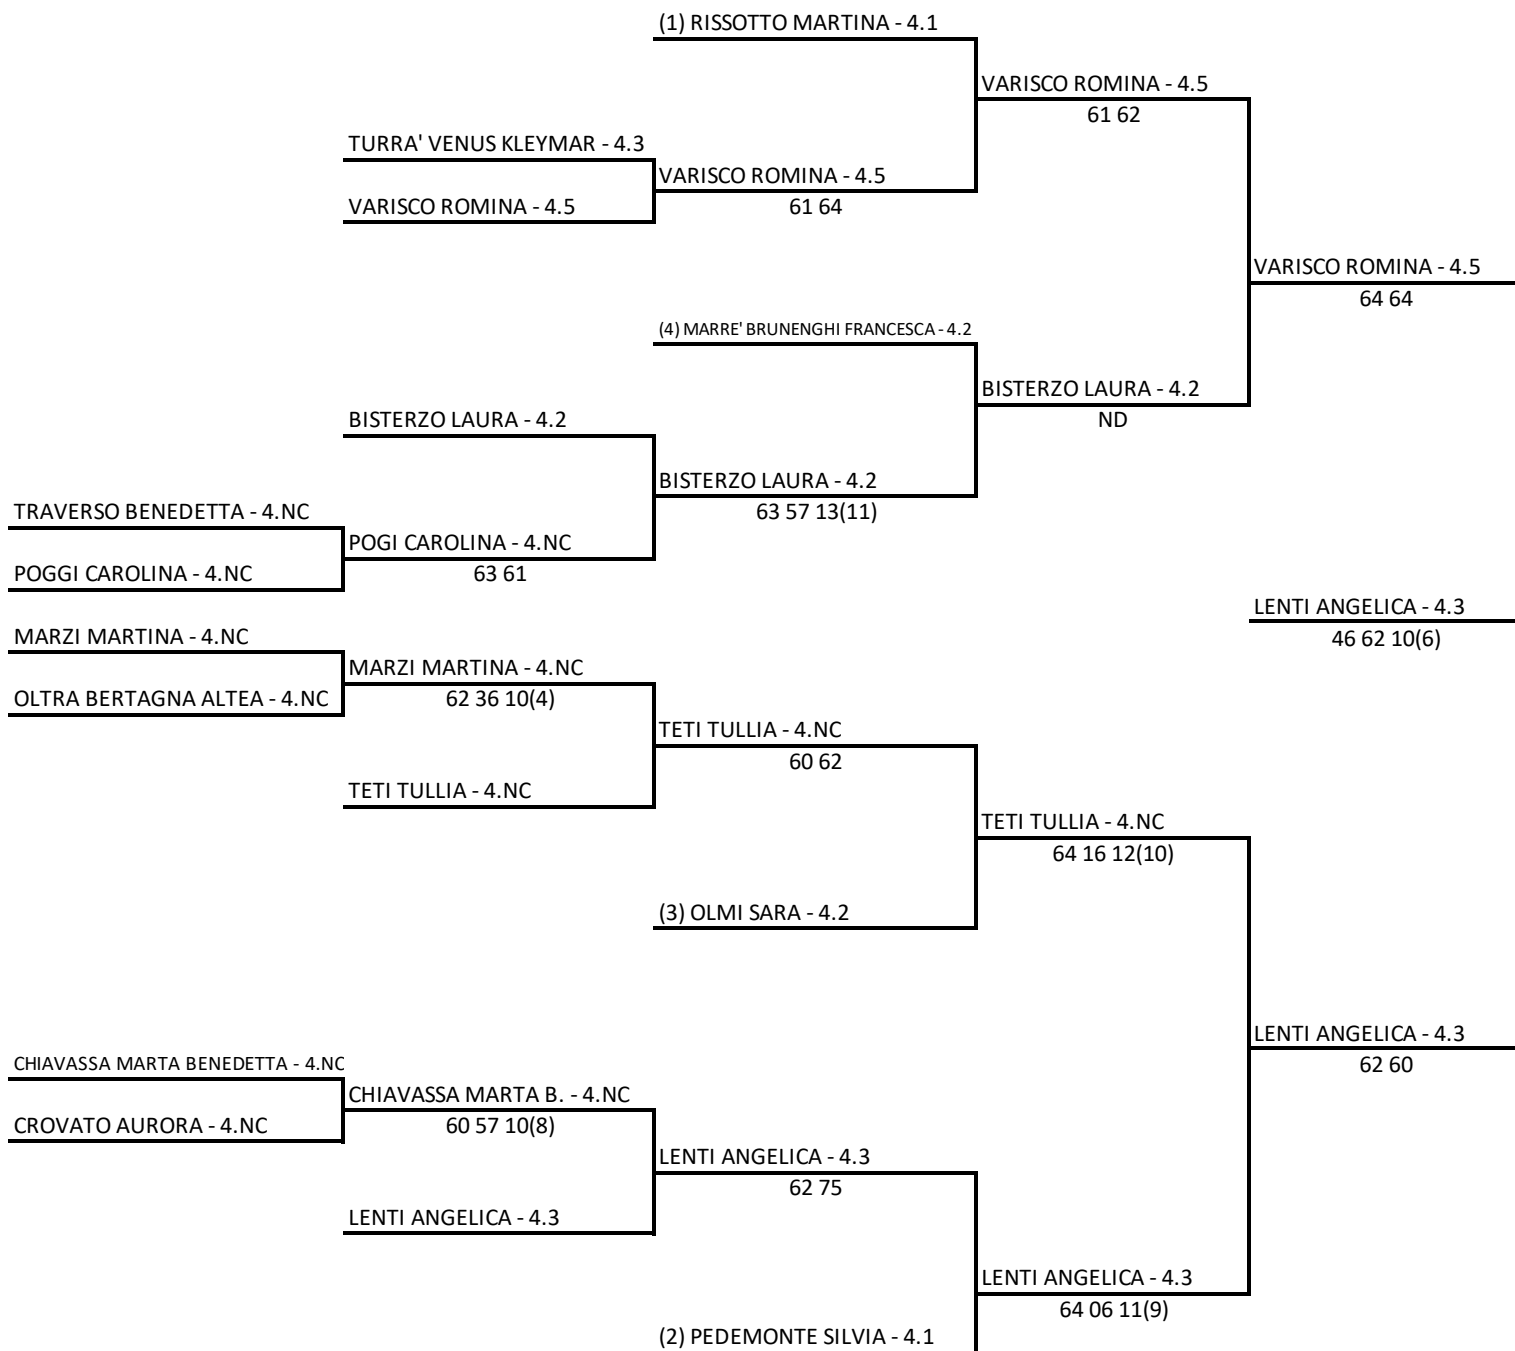 (1) RISSOTTO MARTINA - 4.1
VARISCO ROMINA - 4.5
61 62
TURRA' VENUS KLEYMAR - 4.3
VARISCO ROMINA - 4.5
61 64
VARISCO ROMINA - 4.5
VARISCO ROMINA - 4.5
64 64
(4) MARRE' BRUNENGHI FRANCESCA - 4.2
BISTERZO LAURA - 4.2
ND
BISTERZO LAURA - 4.2
BISTERZO LAURA - 4.2
63 57 13(11)
TRAVERSO BENEDETTA - 4.NC
POGI CAROLINA - 4.NC
63 61
POGGI CAROLINA - 4.NC
LENTI ANGELICA - 4.3
46 62 10(6)
MARZI MARTINA - 4.NC
MARZI MARTINA - 4.NC
62 36 10(4)
OLTRA BERTAGNA ALTEA - 4.NC
TETI TULLIA - 4.NC
60 62
TETI TULLIA - 4.NC
TETI TULLIA - 4.NC
64 16 12(10)
(3) OLMI SARA - 4.2
LENTI ANGELICA - 4.3
62 60
CHIAVASSA MARTA BENEDETTA - 4.NC
CHIAVASSA MARTA B. - 4.NC
60 57 10(8)
CROVATO AURORA - 4.NC
LENTI ANGELICA - 4.3
62 75
LENTI ANGELICA - 4.3
LENTI ANGELICA - 4.3
64 06 11(9)
(2) PEDEMONTE SILVIA - 4.1